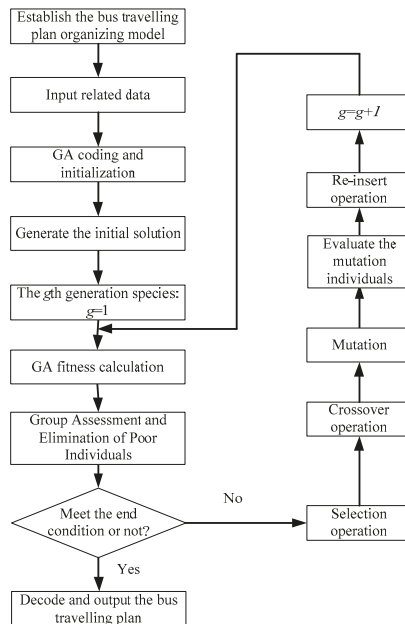 Establish the bus travelling
plan organizing model
Input related data
GA coding and
initialization
Generate the initial solution
The gth generation species:
g=1
GA fitness calculation
Group Assessment and
Elimination of Poor
Individuals
Meet the end
condition or not?
Yes
Decode and output the bus
travelling plan
No
Selection
operation
Crossover
operation
Mutation
Evaluate the
mutation
individuals
Re-insert
operation
g=g+1